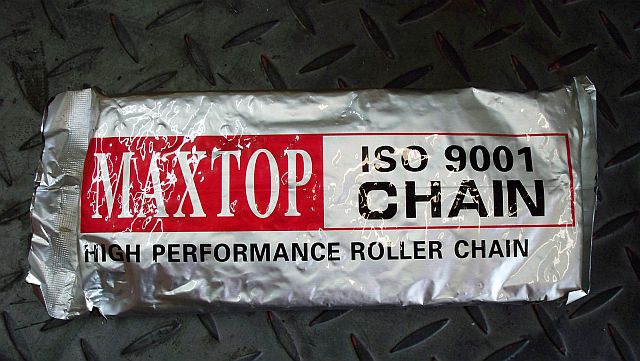 MAXTOP
ISO 9001
CHAIN
HIGH PERFORMANCE ROLLER CHAIN